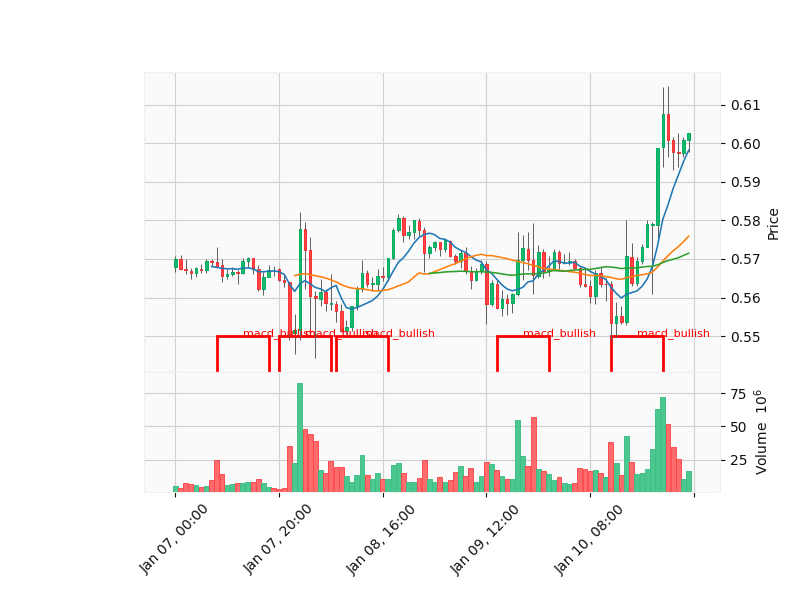 0.61
0.60
0.59
0.58
0.57
0.56
0.55
Price
macd_bullish
macd_bullish
macd_bullish
macd_bullish
macd_bullish
75
50
25
Volume 10^6
Jan 07, 00:00
Jan 07, 20:00
Jan 08, 16:00
Jan 09, 12:00
Jan 10, 08:00